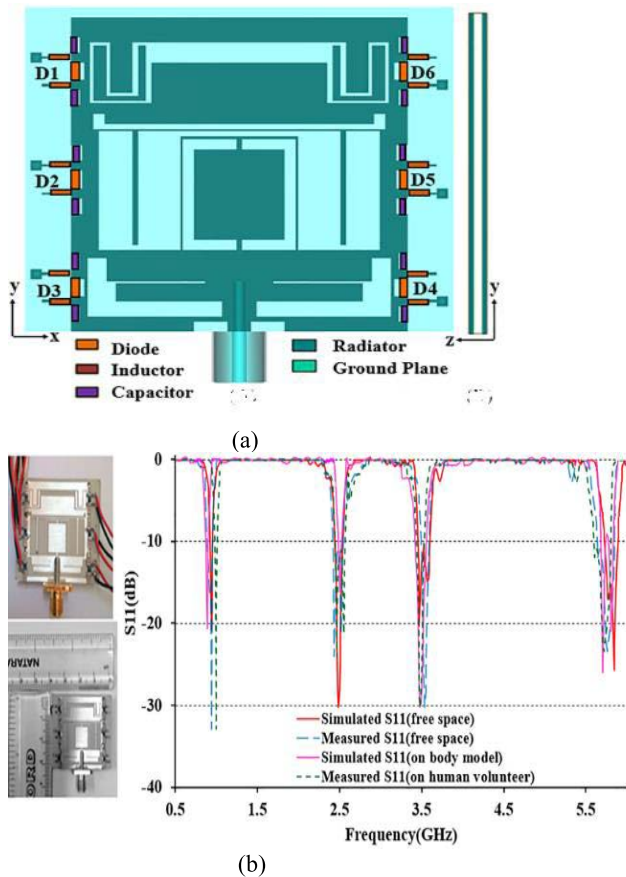 D1 D6
D2 D5
D3 D4
y y
x z
Diode Radiator
Inductor Ground Plane
Capacitor
(a)
NATARA
ORD
S11(dB)
0
-10
-20
-30
-40
Simulated S11(free space)
Measured S11(free space)
Simulated S11(on body model)
Measured S11(on human volunteer)
0.5 1.5 2.5 3.5 4.5 5.5
Frequency(GHz)
(b)